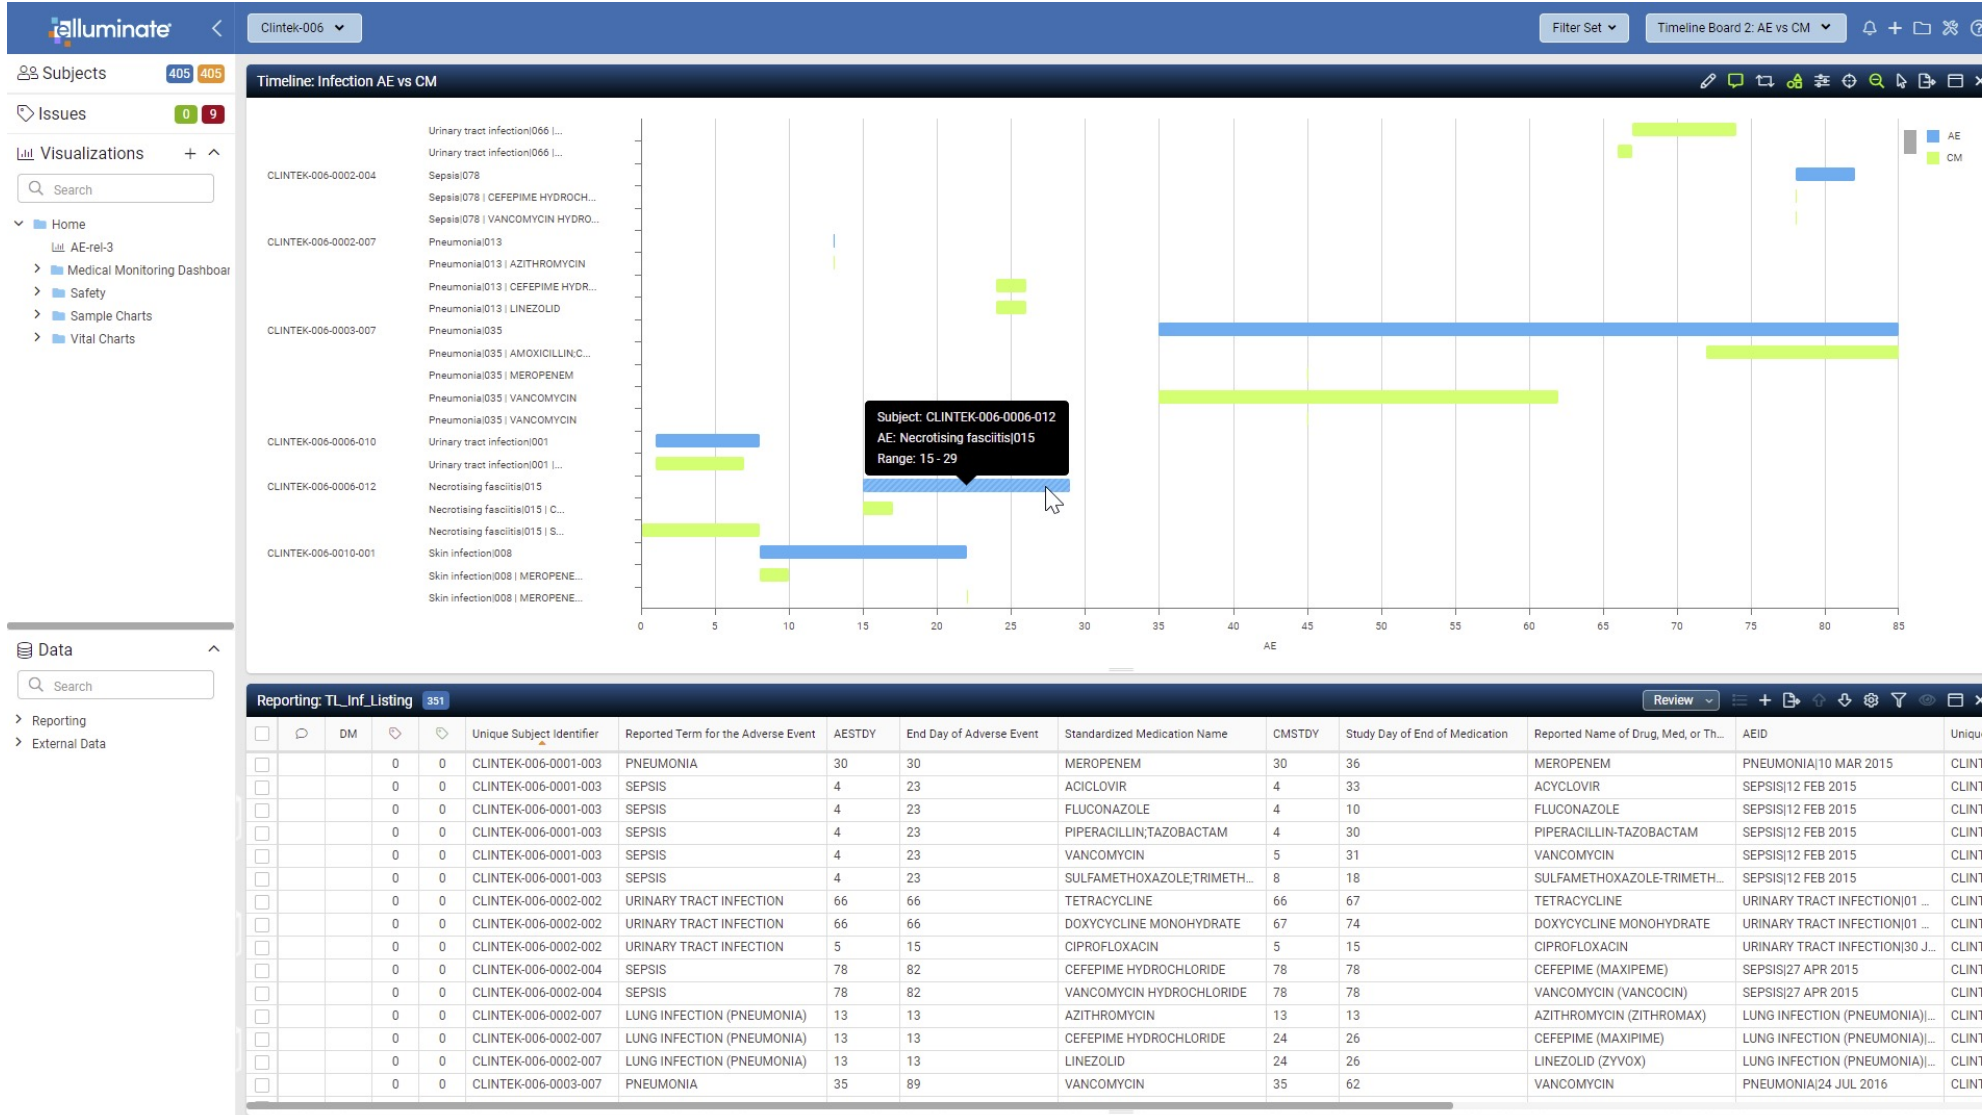 elluminate
Clintek-006
Filter Set
Timeline Board 2: AE vs CM
Subjects 405 405
Issues 0 9
Visualizations
Search
Home
AE-rel-3
Medical Monitoring Dashboar
Safety
Sample Charts
Vital Charts
Data
Search
Reporting
External Data
Timeline: Infection AE vs CM
Urinary tract infection|066 |...
Urinary tract infection|066 |...
CLINTEK-006-0002-004 Sepsis|078
Sepsis|078 | CEFEPIME HYDROCH...
Sepsis|078 | VANCOMYCIN HYDRO...
CLINTEK-006-0002-007 Pneumonia|013
Pneumonia|013 | AZITHROMYCIN
Pneumonia|013 | CEFEPIME HYDR...
Pneumonia|013 | LINEZOLID
CLINTEK-006-0003-007 Pneumonia|035
Pneumonia|035 | AMOXICILLIN;C...
Pneumonia|035 | MEROPENEM
Pneumonia|035 | VANCOMYCIN
Pneumonia|035 | VANCOMYCIN
CLINTEK-006-0006-010 Urinary tract infection|001
Urinary tract infection|001 |...
CLINTEK-006-0006-012 Necrotising fasciitis|015
Necrotising fasciitis|015 | C...
Necrotising fasciitis|015 | S...
CLINTEK-006-0010-001 Skin infection|008
Skin infection|008 | MEROPENE...
Skin infection|008 | MEROPENE...
Subject: CLINTEK-006-0006-012
AE: Necrotising fasciitis|015
Range: 15 - 29
AE
CM
0 5 10 15 20 25 30 35 40 45 50 55 60 65 70 75 80 85
AE
Reporting: TL_Inf_Listing 351
Review
DM Unique Subject Identifier Reported Term for the Adverse Event AESTDY End Day of Adverse Event Standardized Medication Name CMSTDY Study Day of End of Medication Reported Name of Drug, Med, or Th... AEID Uniqu
0 0 CLINTEK-006-0001-003 PNEUMONIA 30 30 MEROPENEM 30 36 MEROPENEM PNEUMONIA|10 MAR 2015 CLINT
0 0 CLINTEK-006-0001-003 SEPSIS 4 23 ACICLOVIR 4 33 ACYCLOVIR SEPSIS|12 FEB 2015 CLINT
0 0 CLINTEK-006-0001-003 SEPSIS 4 23 FLUCONAZOLE 4 10 FLUCONAZOLE SEPSIS|12 FEB 2015 CLINT
0 0 CLINTEK-006-0001-003 SEPSIS 4 23 PIPERACILLIN;TAZOBACTAM 4 30 PIPERACILLIN-TAZOBACTAM SEPSIS|12 FEB 2015 CLINT
0 0 CLINTEK-006-0001-003 SEPSIS 4 23 VANCOMYCIN 5 31 VANCOMYCIN SEPSIS|12 FEB 2015 CLINT
0 0 CLINTEK-006-0001-003 SEPSIS 4 23 SULFAMETHOXAZOLE;TRIMETH... 8 18 SULFAMETHOXAZOLE-TRIMETH... SEPSIS|12 FEB 2015 CLINT
0 0 CLINTEK-006-0002-002 URINARY TRACT INFECTION 66 66 TETRACYCLINE 66 67 TETRACYCLINE URINARY TRACT INFECTION|01 ... CLINT
0 0 CLINTEK-006-0002-002 URINARY TRACT INFECTION 66 66 DOXYCYCLINE MONOHYDRATE 67 74 DOXYCYCLINE MONOHYDRATE URINARY TRACT INFECTION|01 ... CLINT
0 0 CLINTEK-006-0002-002 URINARY TRACT INFECTION 5 15 CIPROFLOXACIN 5 15 CIPROFLOXACIN URINARY TRACT INFECTION|30 J... CLINT
0 0 CLINTEK-006-0002-004 SEPSIS 78 82 CEFEPIME HYDROCHLORIDE 78 78 CEFEPIME (MAXIPEME) SEPSIS|27 APR 2015 CLINT
0 0 CLINTEK-006-0002-004 SEPSIS 78 82 VANCOMYCIN HYDROCHLORIDE 78 78 VANCOMYCIN (VANCOCIN) SEPSIS|27 APR 2015 CLINT
0 0 CLINTEK-006-0002-007 LUNG INFECTION (PNEUMONIA) 13 13 AZITHROMYCIN 13 13 AZITHROMYCIN (ZITHROMAX) LUNG INFECTION (PNEUMONIA)|... CLINT
0 0 CLINTEK-006-0002-007 LUNG INFECTION (PNEUMONIA) 13 13 CEFEPIME HYDROCHLORIDE 24 26 CEFEPIME (MAXIPIME) LUNG INFECTION (PNEUMONIA)|... CLINT
0 0 CLINTEK-006-0002-007 LUNG INFECTION (PNEUMONIA) 13 13 LINEZOLID 24 26 LINEZOLID (ZYVOX) LUNG INFECTION (PNEUMONIA)|... CLINT
0 0 CLINTEK-006-0003-007 PNEUMONIA 35 89 VANCOMYCIN 35 62 VANCOMYCIN PNEUMONIA|24 JUL 2016 CLINT